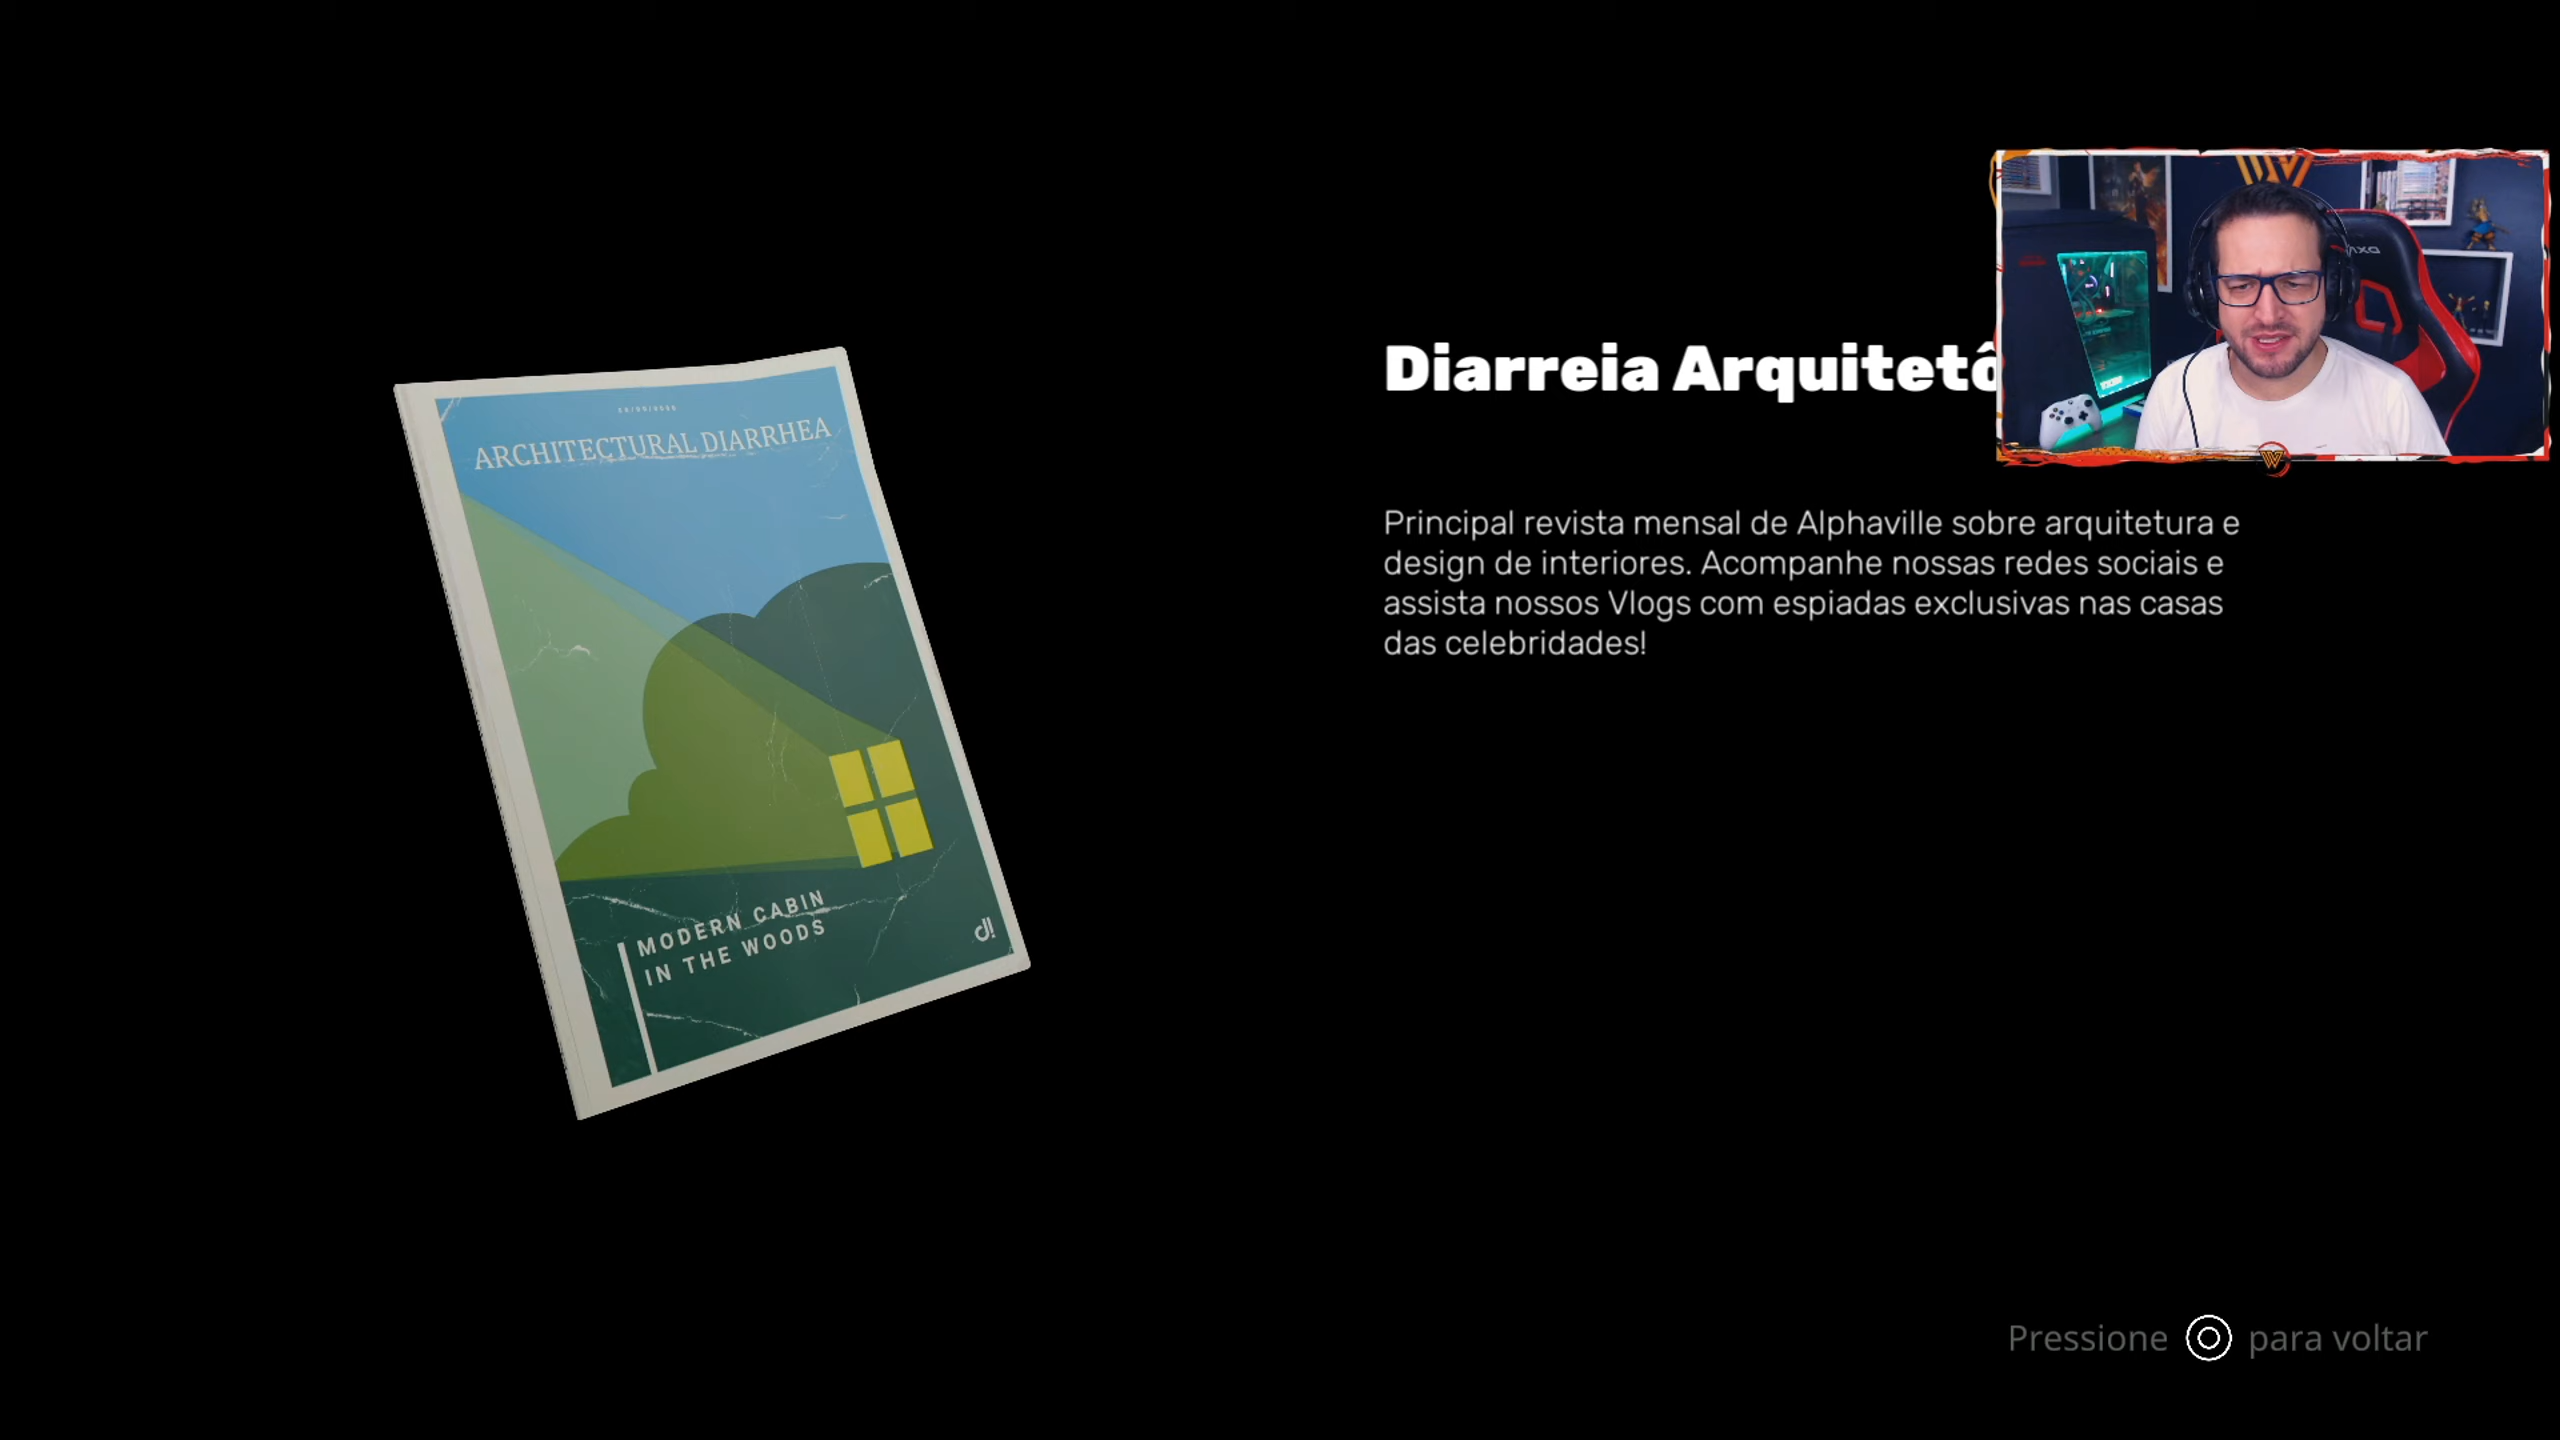 ARCHITECTURAL DIARRHEA
MODERN CABIN
IN THE WOODS
d!
Diarreia
Principal revista mensal de Alphaville sobre arquitetura e
design de interiores. Acompanhe nossas redes sociais e
assista nossos Vlogs com espiadas exclusivas nas casas
das celebridades!
Pressione para voltar